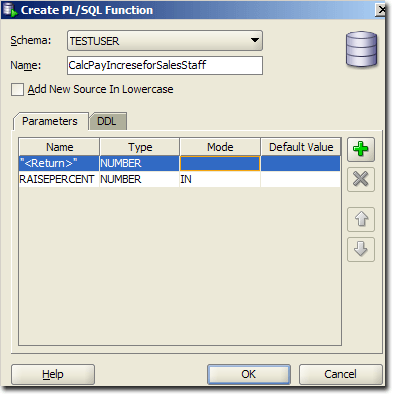 Create PL/SQL Function
Schema: TESTUSER
Name: CalcPayIncreseforSalesStaff
Add New Source In Lowercase
Parameters DDL
Name Type Mode Default Value
"<Return>" NUMBER
RAISEPERCENT NUMBER IN
Help OK Cancel